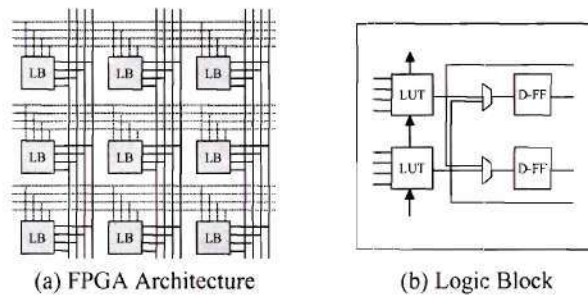 LB LB LB
LB LB LB
LB LB LB
(a) FPGA Architecture
LUT D-FF
LUT D-FF
(b) Logic Block